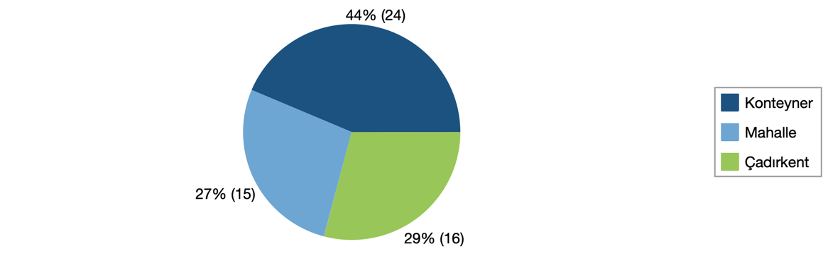 44% (24)
Konteyner
Mahalle
Çadırkent
27% (15)
29% (16)